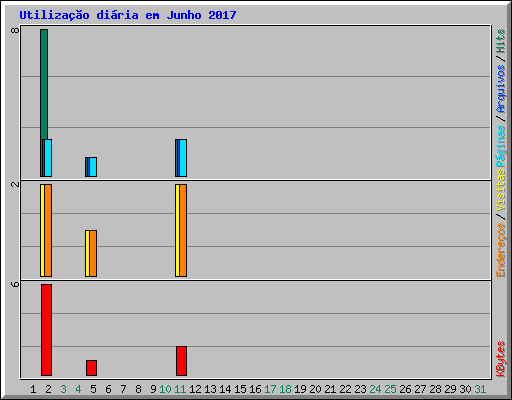 Utilização diária em Junho 2017
8
2
6
Páginas / Arquivos / Hits
Endereços / Visitas
KBytes
1 2 3 4 5 6 7 8 9 10 11 12 13 14 15 16 17 18 19 20 21 22 23 24 25 26 27 28 29 30 31